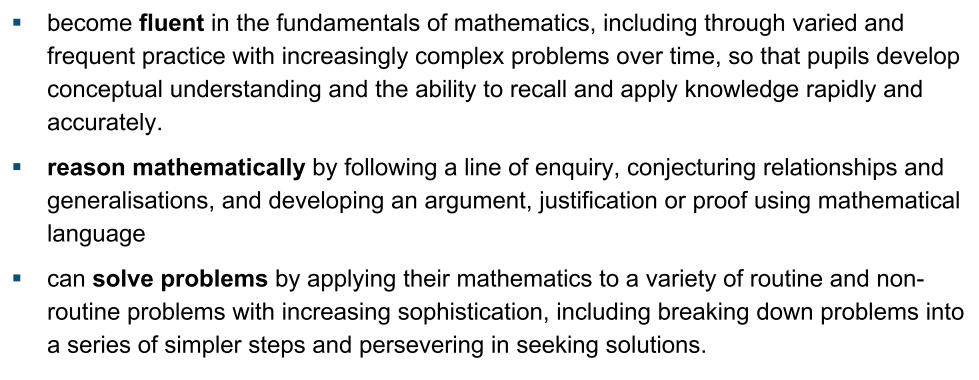 ▪ become fluent in the fundamentals of mathematics, including through varied and
frequent practice with increasingly complex problems over time, so that pupils develop
conceptual understanding and the ability to recall and apply knowledge rapidly and
accurately.
▪ reason mathematically by following a line of enquiry, conjecturing relationships and
generalisations, and developing an argument, justification or proof using mathematical
language
▪ can solve problems by applying their mathematics to a variety of routine and non-
routine problems with increasing sophistication, including breaking down problems into
a series of simpler steps and persevering in seeking solutions.